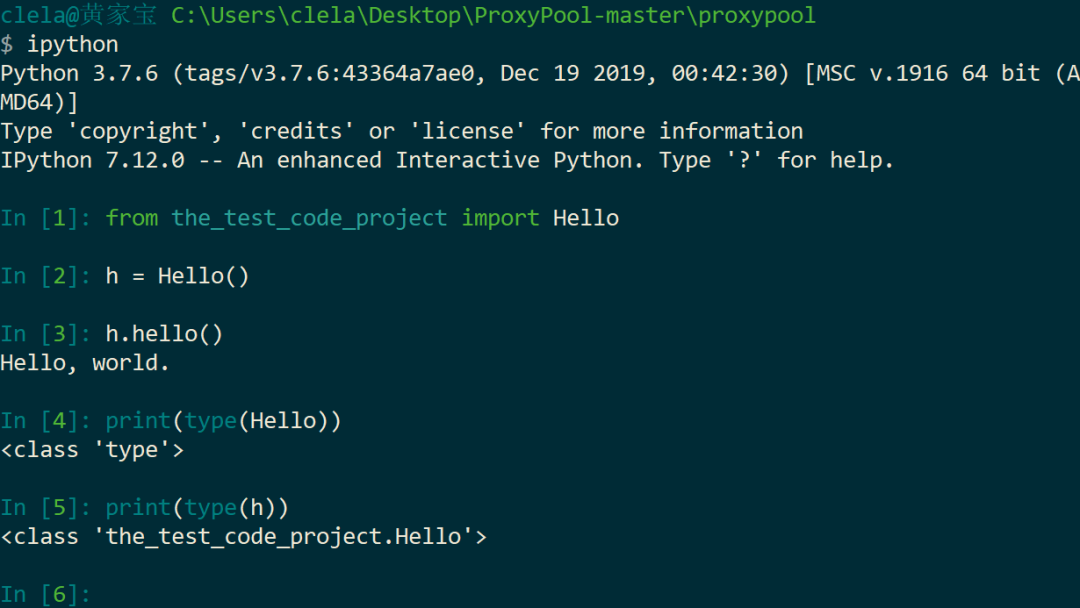 clela@黄家宝 C:\Users\clela\Desktop\ProxyPool-master\proxypool
$ ipython
Python 3.7.6 (tags/v3.7.6:43364a7ae0, Dec 19 2019, 00:42:30) [MSC v.1916 64 bit (A
MD64)]
Type 'copyright', 'credits' or 'license' for more information
IPython 7.12.0 -- An enhanced Interactive Python. Type '?' for help.
In [1]: from the_test_code_project import Hello
In [2]: h = Hello()
In [3]: h.hello()
Hello, world.
In [4]: print(type(Hello))
<class 'type'>
In [5]: print(type(h))
<class 'the_test_code_project.Hello'>
In [6]: